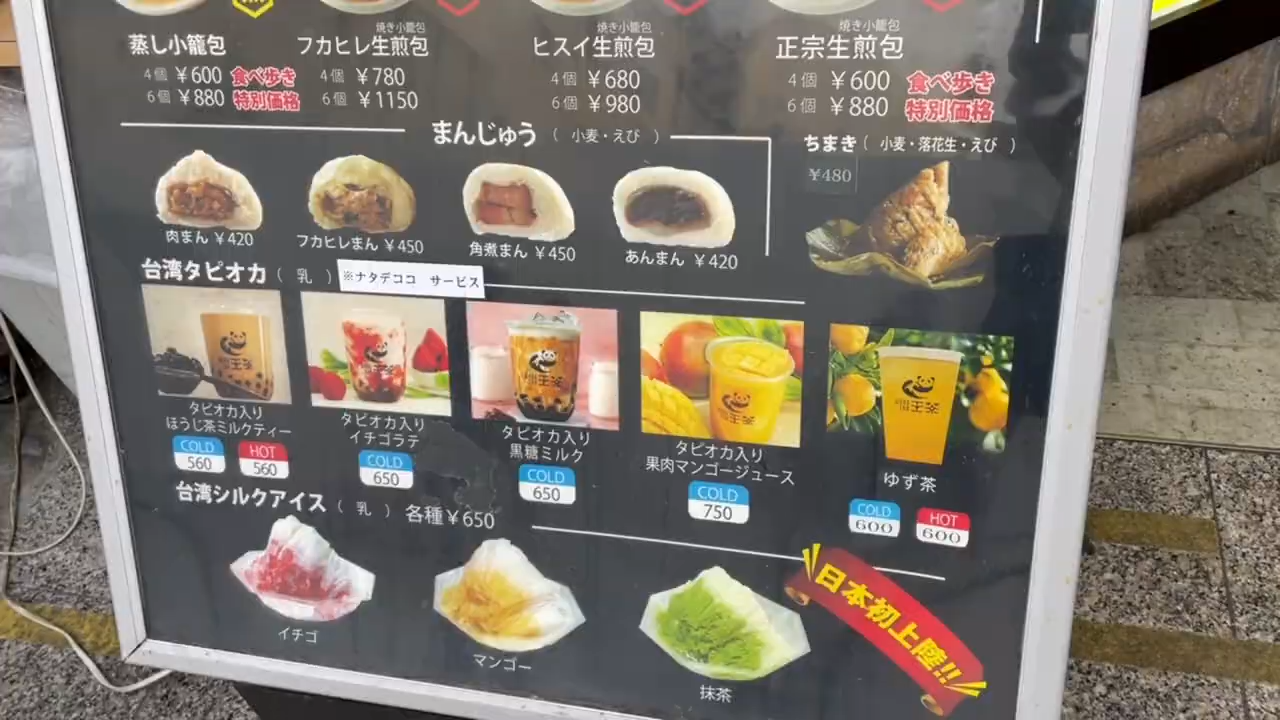 蒸し小籠包
4個 ¥600 食べ歩き
6個 ¥880 特別価格
焼き小籠包
フカヒレ生煎包
4個 ¥780
6個 ¥1150
焼き小籠包
ヒスイ生煎包
4個 ¥680
6個 ¥980
焼き小籠包
正宗生煎包
4個 ¥600 食べ歩き
6個 ¥880 特別価格
まんじゅう（ 小麦・えび ）
肉まん ¥420
フカヒレまん ¥450
角煮まん ¥450
あんまん ¥420
ちまき（ 小麦・落花生・えび ）
¥480
台湾タピオカ（ 乳 ）
※ナタデココ サービス
タピオカ入り
ほうじ茶ミルクティー
COLD 560
HOT 560
タピオカ入り
イチゴラテ
COLD 650
タピオカ入り
黒糖ミルク
COLD 650
タピオカ入り
果肉マンゴージュース
COLD 750
ゆず茶
COLD 600
HOT 600
台湾シルクアイス（ 乳 ） 各種¥650
イチゴ
マンゴー
抹茶
日本初上陸!!